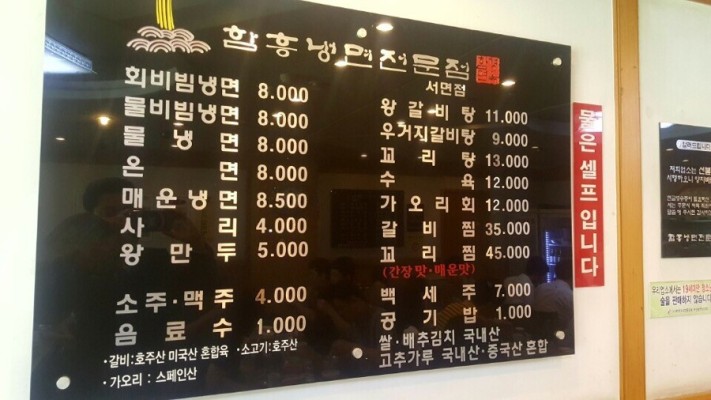 함흥냉면전문점
서면점
회비빔냉면 8.000
물비빔냉면 8.000
물냉면 8.000
온면 8.000
매운냉면 8.500
사리 4.000
왕만두 5.000
소주·맥주 4.000
음료수 1.000
·갈비:호주산 미국산 혼합육 ·소고기:호주산
·가오리 : 스페인산
왕갈비탕 11.000
우거지갈비탕 9.000
꼬리탕 13.000
수육 12.000
가오리회 12.000
갈비찜 35.000
꼬리찜 45.000
(간장맛·매운맛)
백세주 7.000
공기밥 1.000
쌀·배추김치 국내산
고추가루 국내산·중국산 혼합
물은 셀프입니다